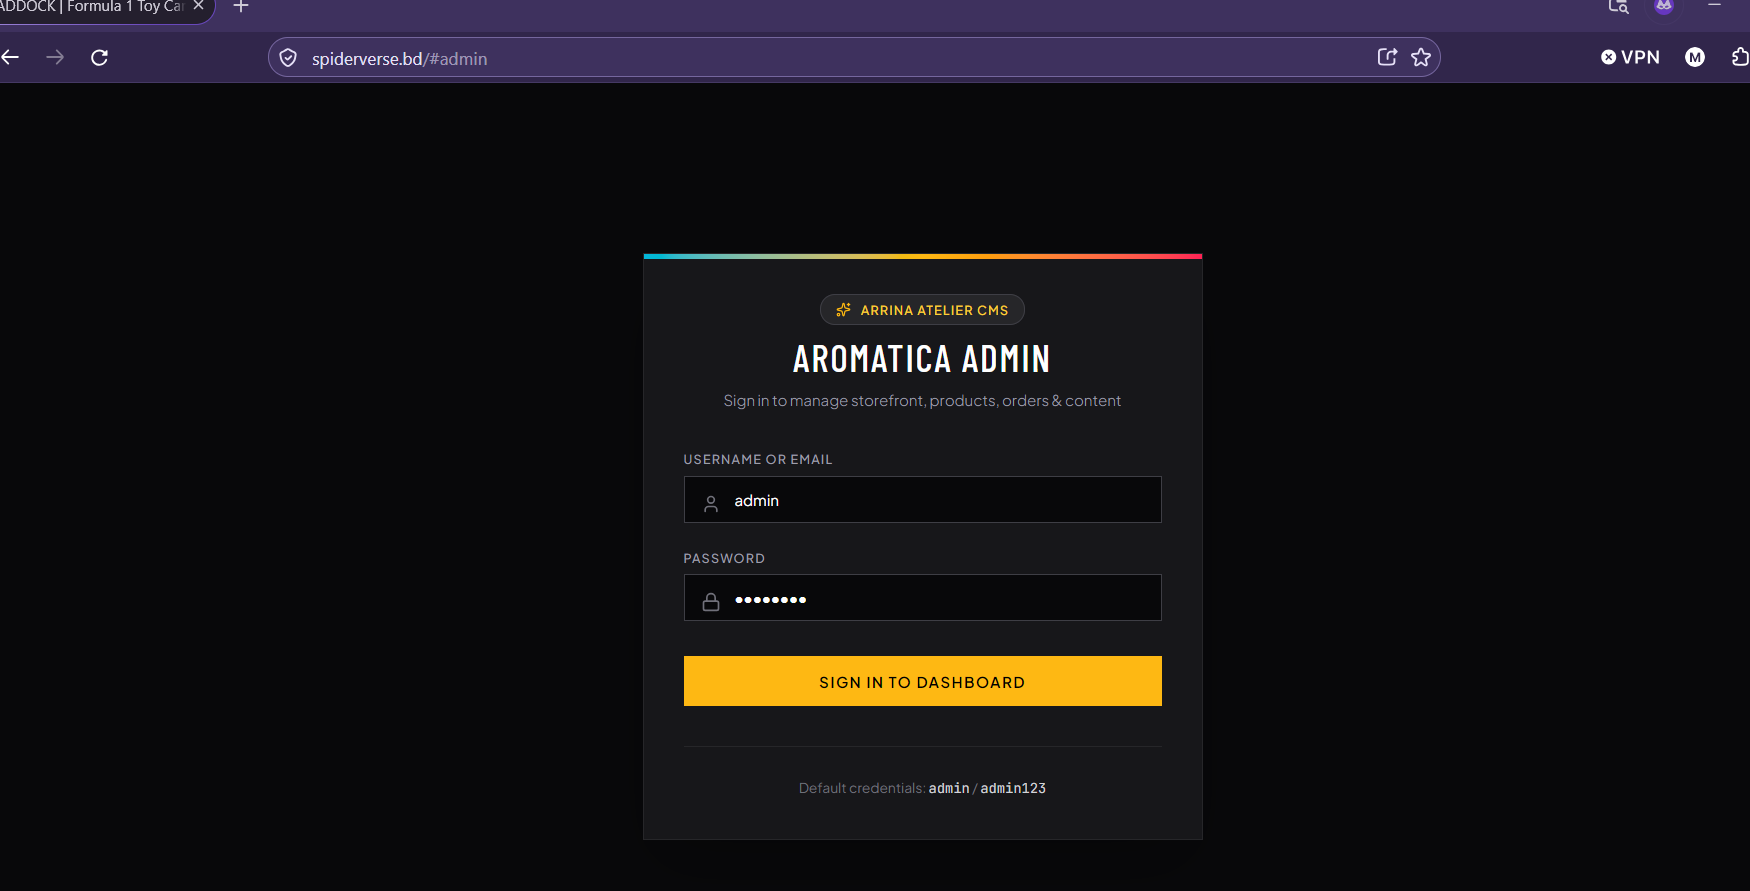 ADDOCK | Formula 1 Toy Car
spiderverse.bd/#admin
VPN
M
ARRINA ATELIER CMS
AROMATICA ADMIN
Sign in to manage storefront, products, orders & content
USERNAME OR EMAIL
admin
PASSWORD
SIGN IN TO DASHBOARD
Default credentials: admin / admin123